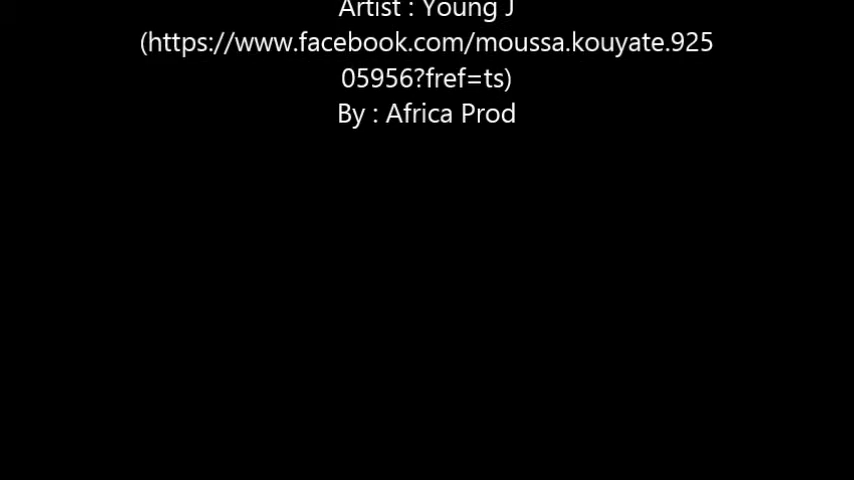 Artist : Young J
(https://www.facebook.com/moussa.kouyate.925
05956?fref=ts)
By : Africa Prod